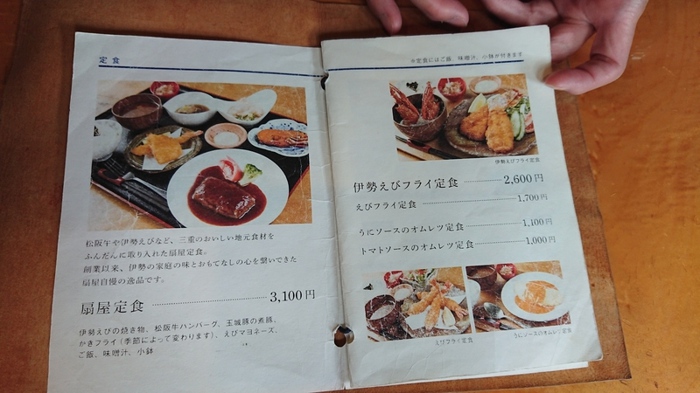 定食
松阪牛や伊勢えびなど、三重のおいしい地元食材を
ふんだんに取り入れた扇屋定食。
創業以来、伊勢の家庭の味とおもてなしの心を繋いできた
扇屋自慢の逸品です。
扇屋定食 3,100円
伊勢えびの焼き物、松阪牛ハンバーグ、玉城豚の煮豚、
かきフライ(季節によって変わります)、えびマヨネーズ、
ご飯、味噌汁、小鉢
※定食にはご飯、味噌汁、小鉢が付きます
伊勢えびフライ定食
伊勢えびフライ定食 2,600円
えびフライ定食 1,700円
うにソースのオムレツ定食 1,100円
トマトソースのオムレツ定食 1,000円
えびフライ定食
うにソースのオムレツ定食